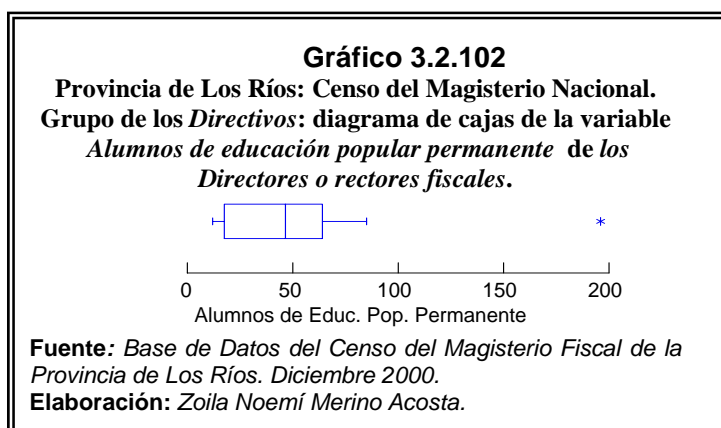 Gráfico 3.2.102
Provincia de Los Ríos: Censo del Magisterio Nacional.
Grupo de los Directivos: diagrama de cajas de la variable
Alumnos de educación popular permanente de los
Directores o rectores fiscales.
0 50 100 150 200
Alumnos de Educ. Pop. Permanente
Fuente: Base de Datos del Censo del Magisterio Fiscal de la
Provincia de Los Ríos. Diciembre 2000.
Elaboración: Zoila Noemí Merino Acosta.